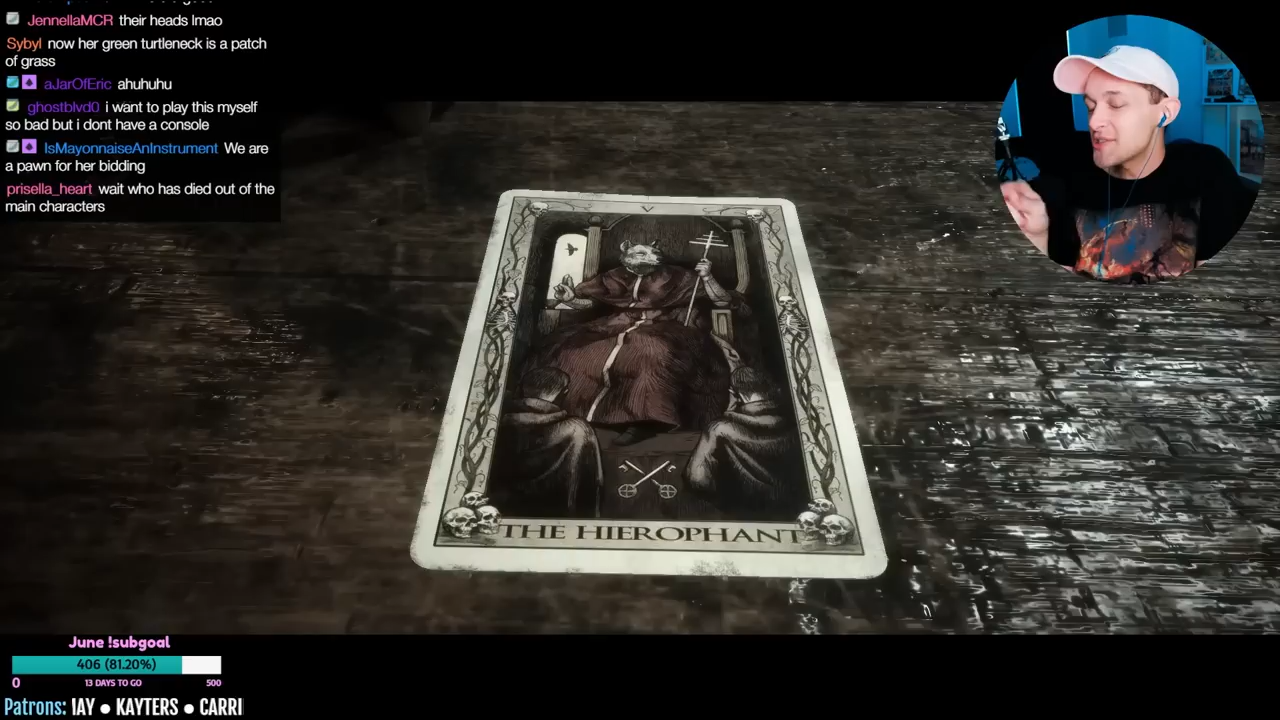 JennellaMCR their heads lmao
Sybyl now her green turtleneck is a patch
of grass
aJarOfEric ahuhuhu
ghostblvd0 i want to play this myself
so bad but i dont have a console
IsMayonnaiseAnInstrument We are
a pawn for her bidding
prisella_heart wait who has died out of the
main characters
V
THE HIEROPHANT
June !subgoal
406 (81.20%)
0 13 DAYS TO GO 500
Patrons: IAY ● KAYTERS ● CARRI